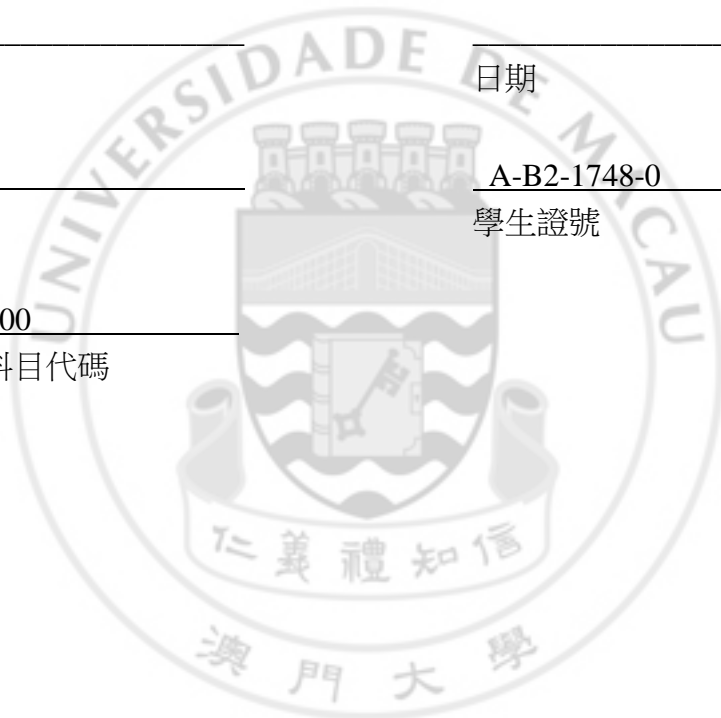 UNIVERSIDADE DE MACAU
日期
A-B2-1748-0
學生證號
00
科目代碼
仁義禮知信
澳門大學